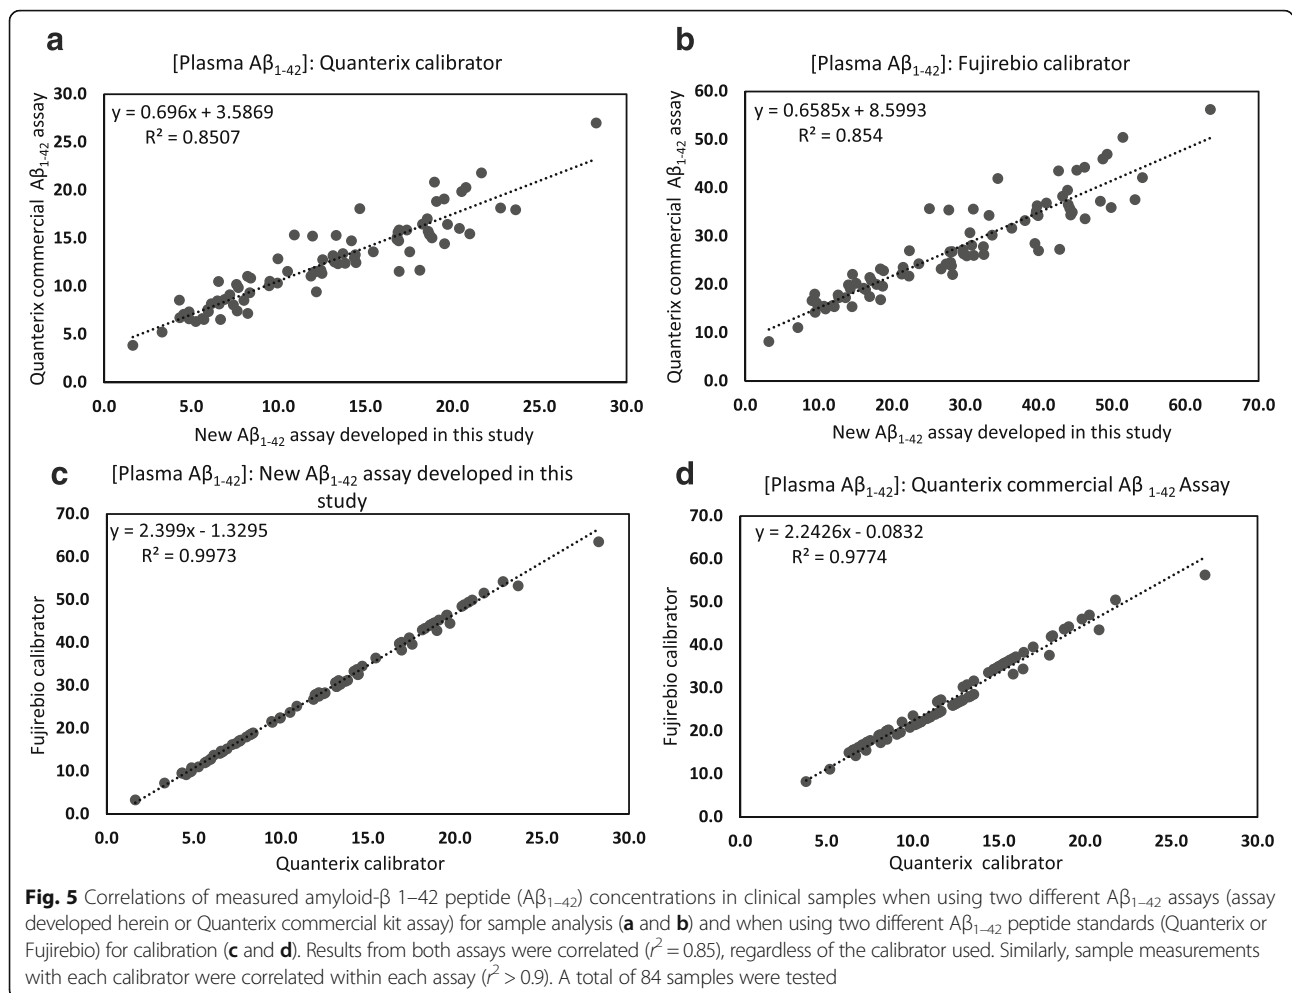 a
[Plasma Aβ1-42]: Quanterix calibrator
y = 0.696x + 3.5869
R² = 0.8507
Quanterix commercial Aβ1-42 assay
30.0
25.0
20.0
15.0
10.0
5.0
0.0
0.0 5.0 10.0 15.0 20.0 25.0 30.0
New Aβ1-42 assay developed in this study
b
[Plasma Aβ1-42]: Fujirebio calibrator
y = 0.6585x + 8.5993
R² = 0.854
Quanterix commercial Aβ1-42 assay
60.0
50.0
40.0
30.0
20.0
10.0
0.0
0.0 10.0 20.0 30.0 40.0 50.0 60.0 70.0
New Aβ1-42 assay developed in this study
c
[Plasma Aβ1-42]: New Aβ1-42 assay developed in this
study
y = 2.399x - 1.3295
R² = 0.9973
Fujirebio calibrator
70.0
60.0
50.0
40.0
30.0
20.0
10.0
0.0
0.0 5.0 10.0 15.0 20.0 25.0 30.0
Quanterix calibrator
d
[Plasma Aβ1-42]: Quanterix commercial Aβ 1-42 Assay
y = 2.2426x - 0.0832
R² = 0.9774
Fujirebio calibrator
70.0
60.0
50.0
40.0
30.0
20.0
10.0
0.0
0.0 5.0 10.0 15.0 20.0 25.0 30.0
Quanterix calibrator
Fig. 5 Correlations of measured amyloid-β 1–42 peptide (Aβ1–42) concentrations in clinical samples when using two different Aβ1–42 assays (assay
developed herein or Quanterix commercial kit assay) for sample analysis (a and b) and when using two different Aβ1–42 peptide standards (Quanterix or
Fujirebio) for calibration (c and d). Results from both assays were correlated (r² = 0.85), regardless of the calibrator used. Similarly, sample measurements
with each calibrator were correlated within each assay (r² > 0.9). A total of 84 samples were tested